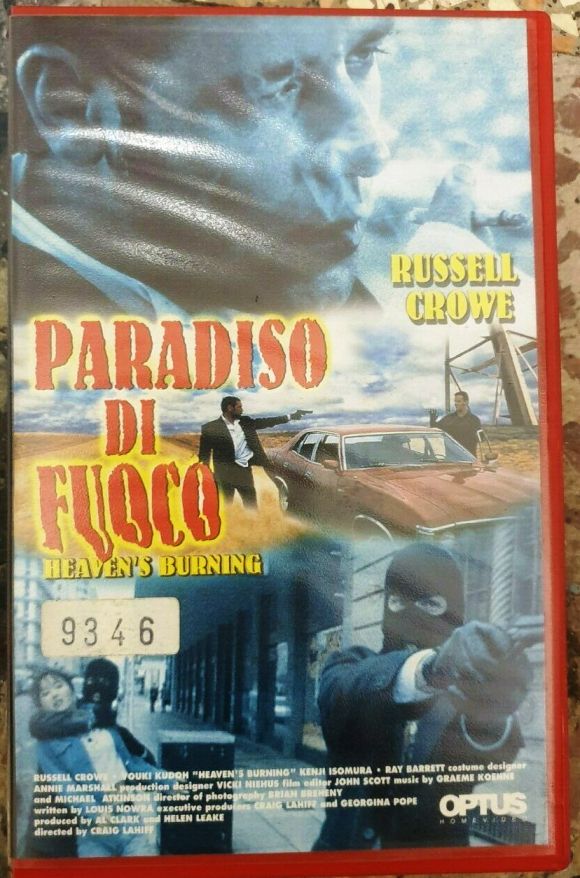 RUSSELL
CROWE
PARADISO
DI
FUOCO
HEAVEN'S BURNING
9346
RUSSELL CROWE • YOUKI KUDOH "HEAVEN'S BURNING" KENJI ISOMURA • RAY BARRETT costume designer
ANNIE MARSHALL production designer VICKI NIEHUS film editor JOHN SCOTT music by GRAEME KOEHNE
and MICHAEL ATKINSON director of photography BRIAN BREHENY
written by LOUIS NOWRA executive producers CRAIG LAHIFF and GEORGINA POPE
produced by AL CLARK and HELEN LEAKE
directed by CRAIG LAHIFF
OPTUS
HOMEVIDEO